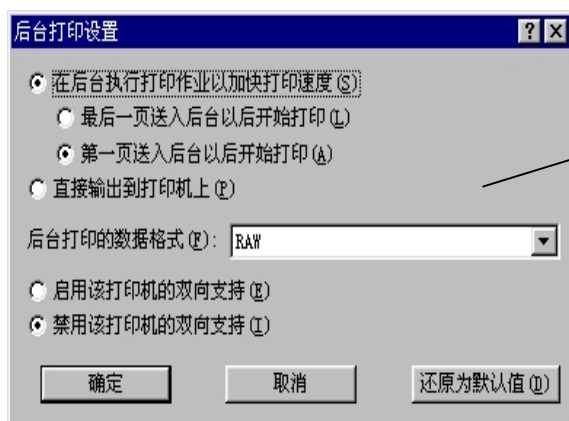 后台打印设置
在后台执行打印作业以加快打印速度(S)
最后一页送入后台以后开始打印(L)
第一页送入后台以后开始打印(A)
直接输出到打印机上(P)
后台打印的数据格式(F): RAW
启用该打印机的双向支持(E)
禁用该打印机的双向支持(I)
确定 取消 还原为默认值(D)